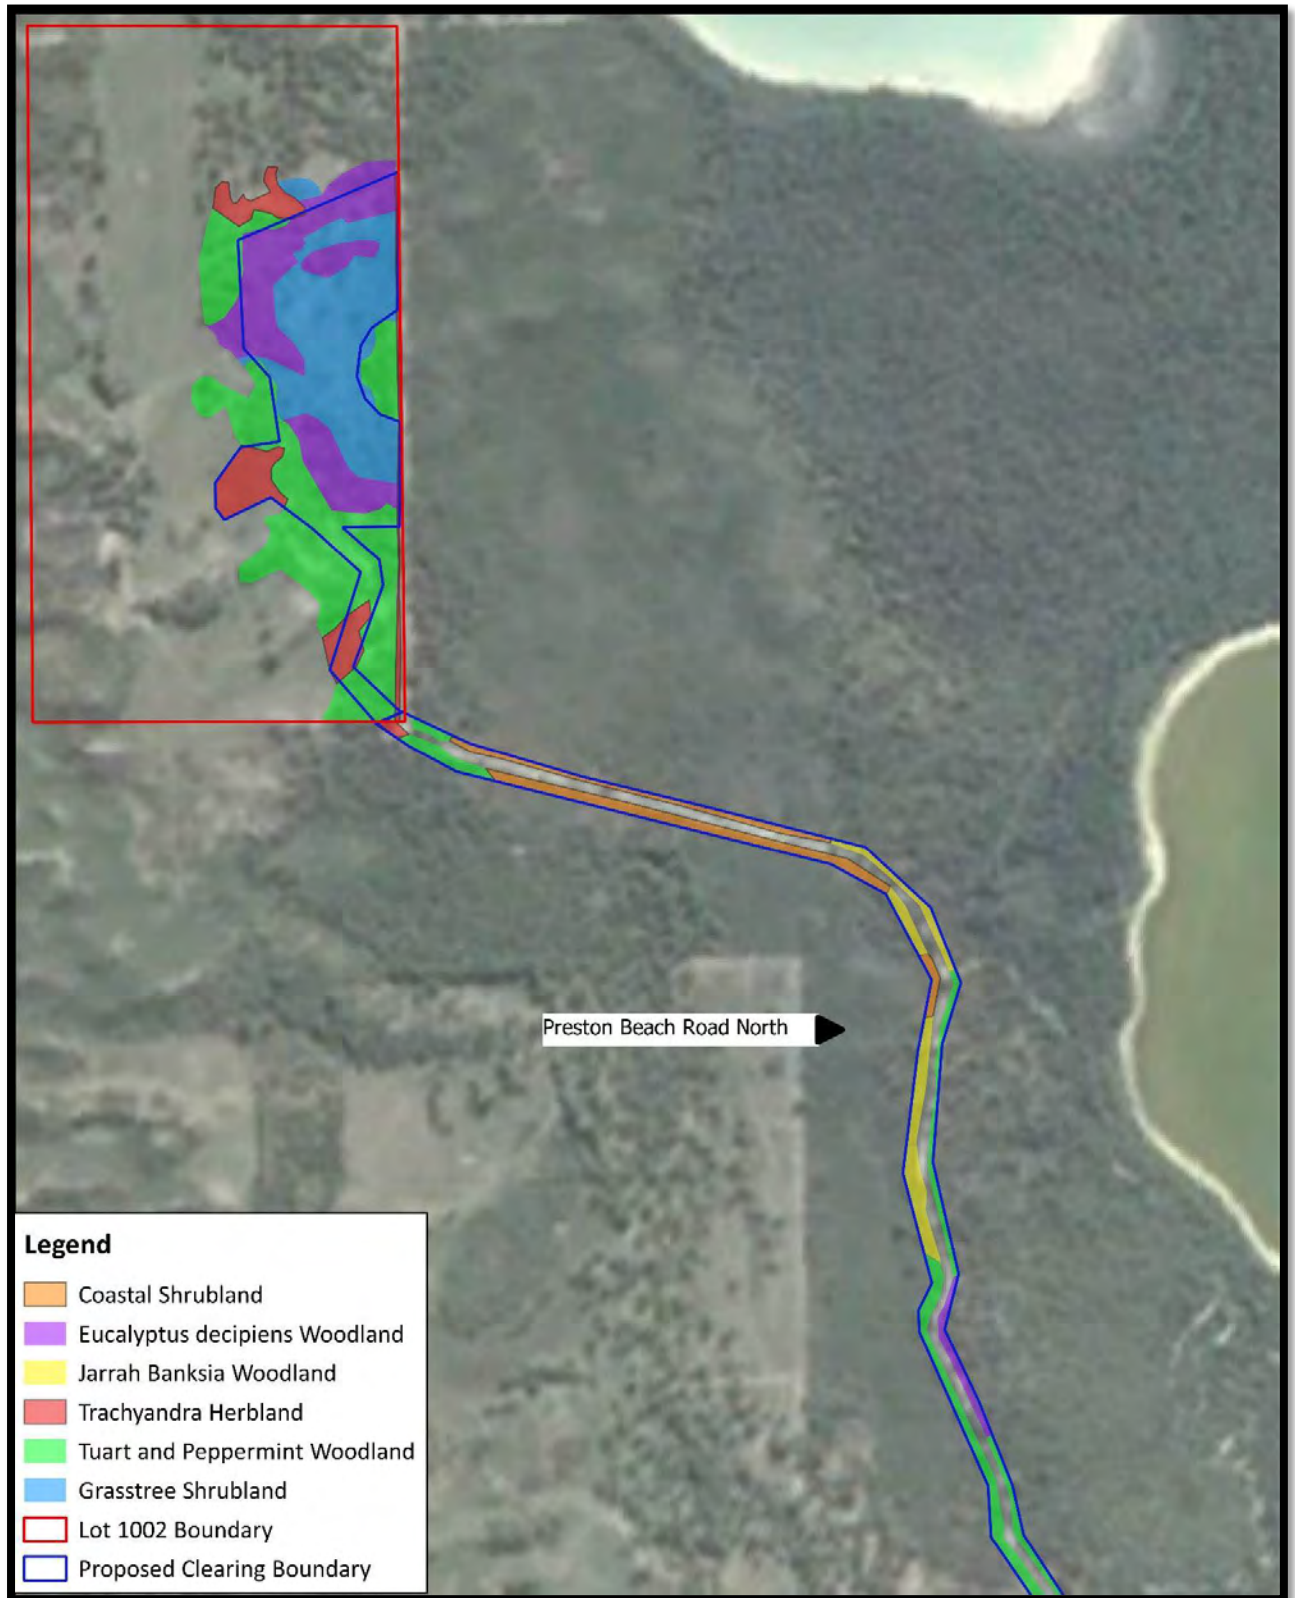 Preston Beach Road North
Legend
Coastal Shrubland
Eucalyptus decipiens Woodland
Jarrah Banksia Woodland
Trachyandra Herbland
Tuart and Peppermint Woodland
Grasstree Shrubland
Lot 1002 Boundary
Proposed Clearing Boundary